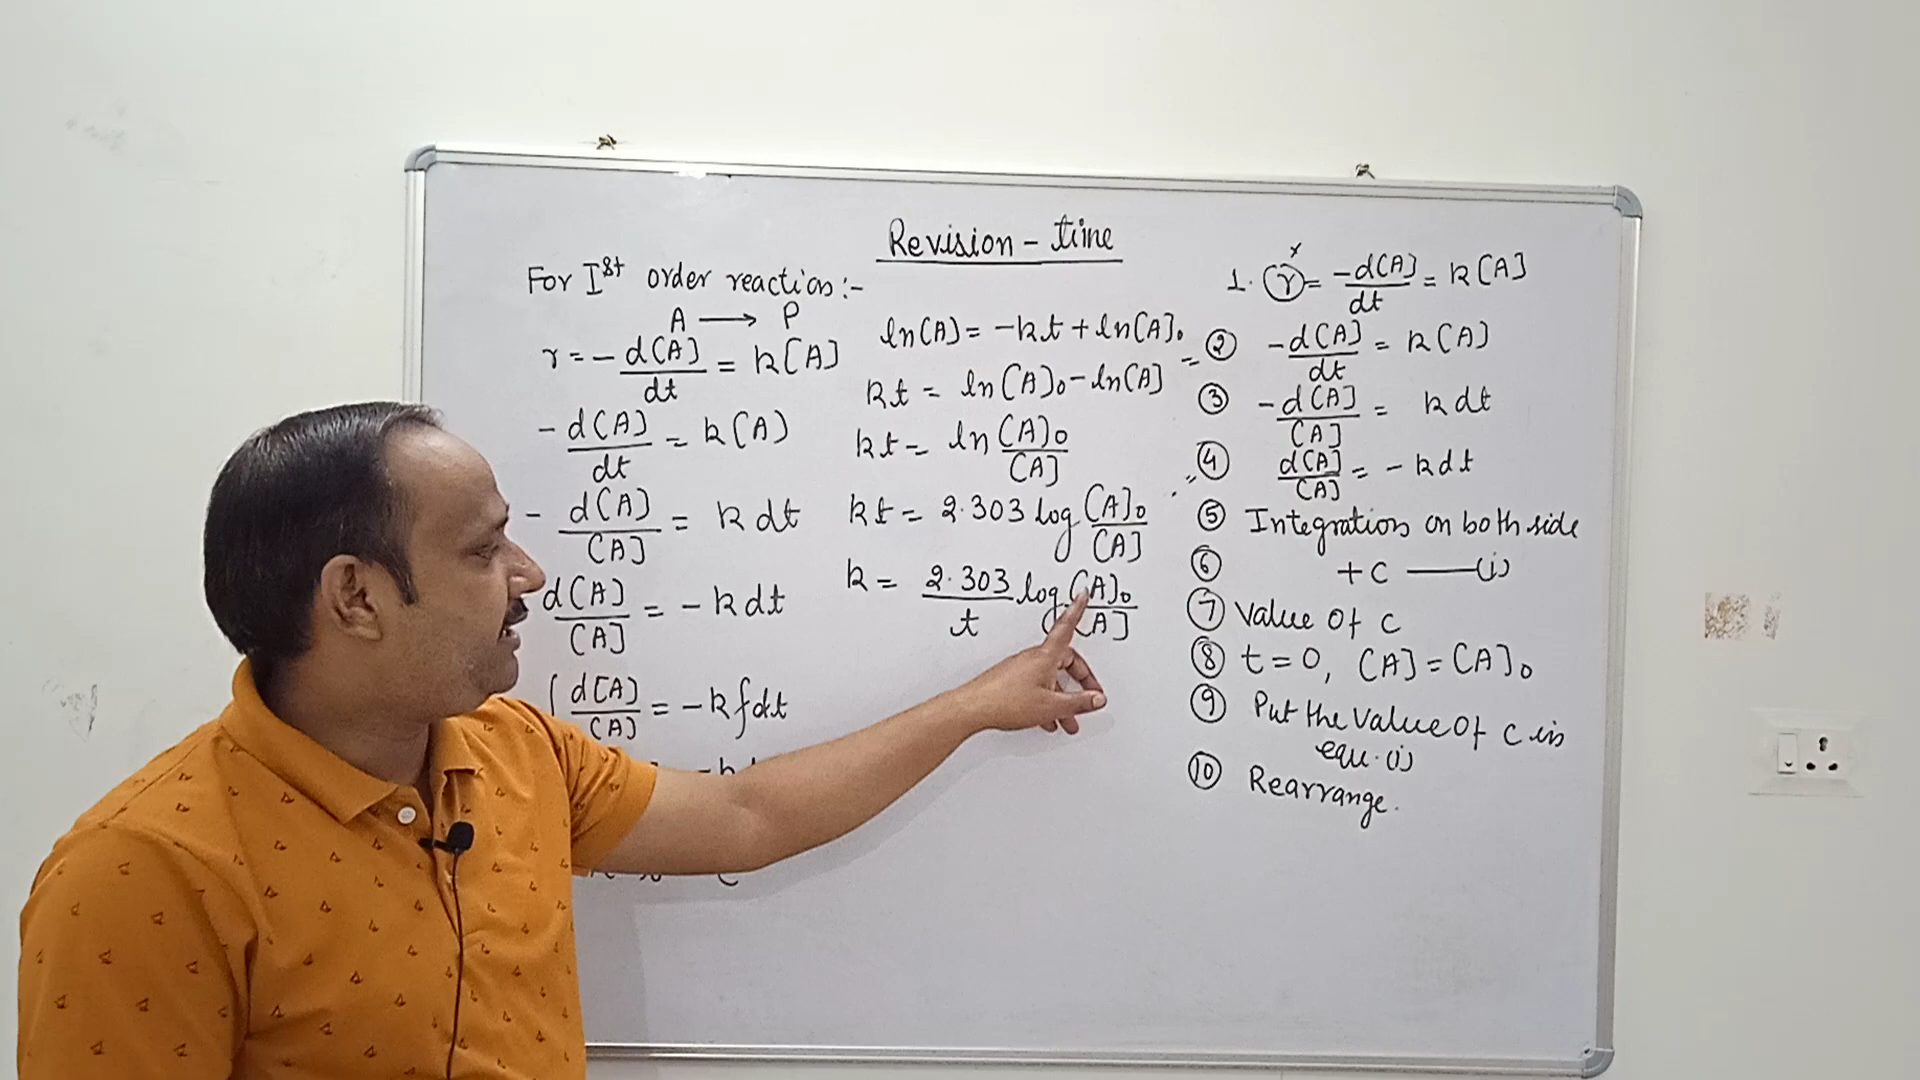 Revision - time
For Ist order reaction :-
A ⟶ P
r = - d[A]/dt = k[A]
- d[A]/dt = k[A]
- d[A]/[A] = k dt
d[A]/[A] = - k dt
∫ d[A]/[A] = - k ∫ dt
ln[A] = -kt + ln[A]₀
kt = ln[A]₀ - ln[A]
kt = ln [A]₀/[A]
kt = 2.303 log [A]₀/[A]
k = 2.303/t log [A]₀/[A]
1. r = -d[A]/dt = k[A]
② -d[A]/dt = k[A]
③ -d[A]/[A] = k dt
④ d[A]/[A] = - k dt
⑤ Integration on both side
⑥ + c —— (i)
⑦ Value of c
⑧ t = 0, [A] = [A]₀
⑨ Put the value of c in
equ. (i)
⑩ Rearrange.